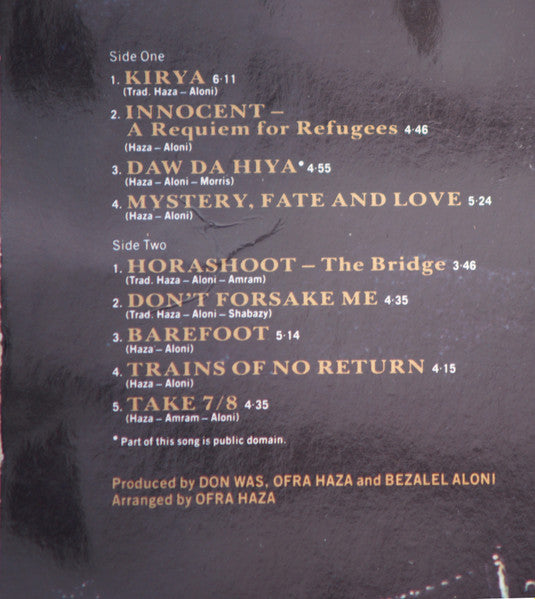 Side One
1. KIRYA 6·11
(Trad. Haza – Aloni)
2. INNOCENT –
A Requiem for Refugees 4·46
(Haza – Aloni)
3. DAW DA HIYA* 4·55
(Haza – Aloni – Morris)
4. MYSTERY, FATE AND LOVE 5·24
(Haza – Aloni)
Side Two
1. HORASHOOT – The Bridge 3·46
(Trad. Haza – Aloni – Amram)
2. DON'T FORSAKE ME 4·35
(Trad. Haza – Aloni – Shabazy)
3. BAREFOOT 5·14
(Haza – Aloni)
4. TRAINS OF NO RETURN 4·15
(Haza – Aloni)
5. TAKE 7/8 4·35
(Haza – Amram – Aloni)
* Part of this song is public domain.
Produced by DON WAS, OFRA HAZA and BEZALEL ALONI
Arranged by OFRA HAZA